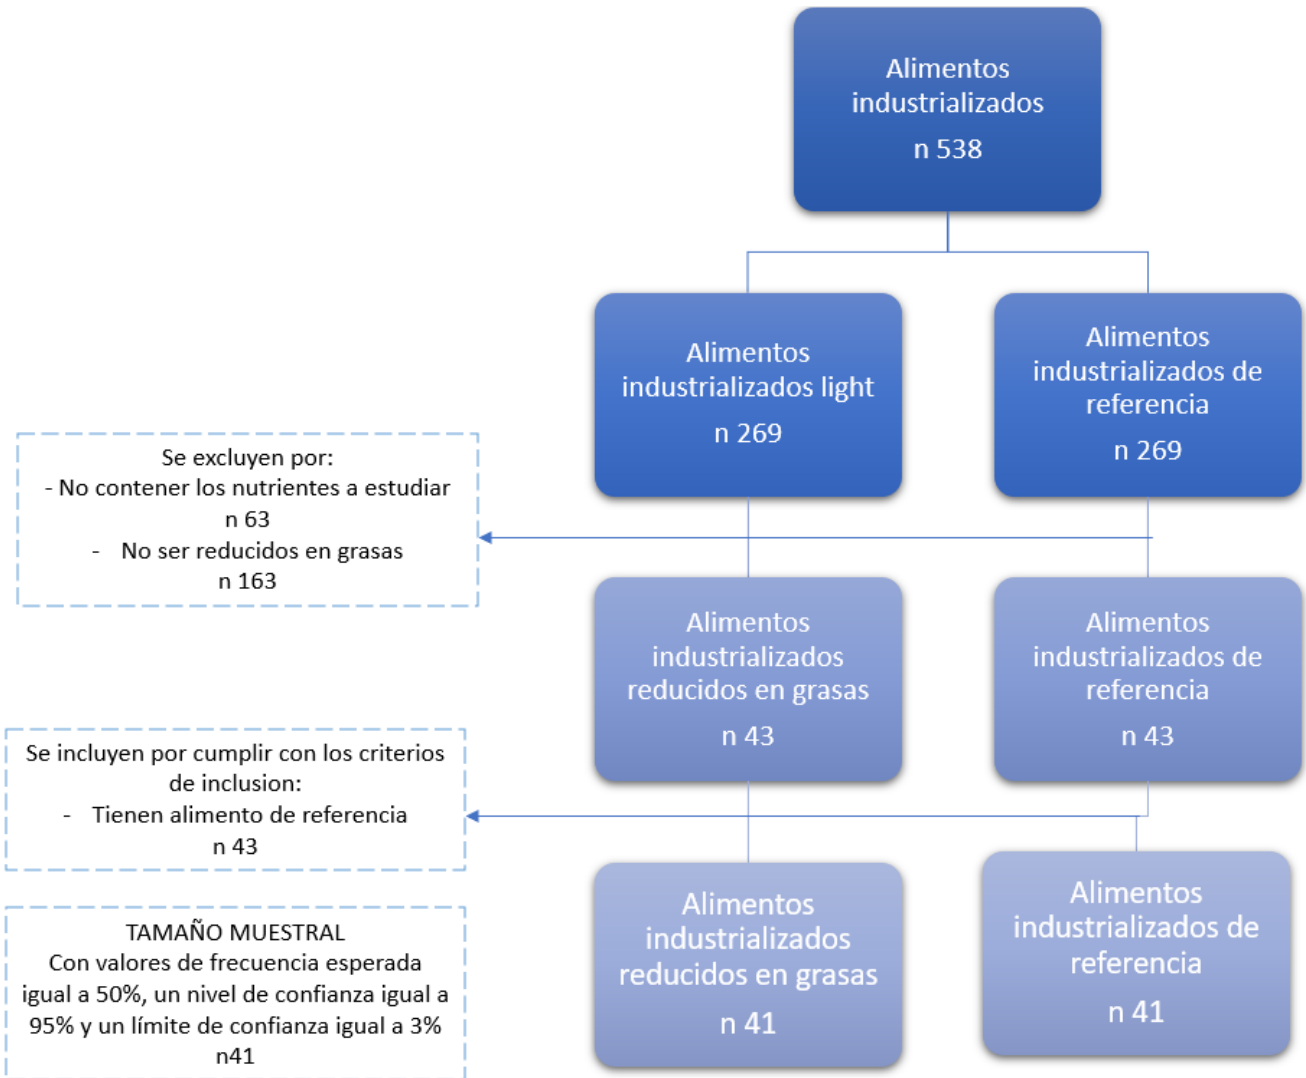 Alimentos
industrializados
n 538
Alimentos
industrializados light
n 269
Alimentos
industrializados de
referencia
n 269
Se excluyen por:
- No contener los nutrientes a estudiar
n 63
- No ser reducidos en grasas
n 163
Alimentos
industrializados
reducidos en grasas
n 43
Alimentos
industrializados de
referencia
n 43
Se incluyen por cumplir con los criterios
de inclusion:
- Tienen alimento de referencia
n 43
Alimentos
industrializados
reducidos en grasas
n 41
Alimentos
industrializados de
referencia
n 41
TAMAÑO MUESTRAL
Con valores de frecuencia esperada
igual a 50%, un nivel de confianza igual a
95% y un límite de confianza igual a 3%
n41